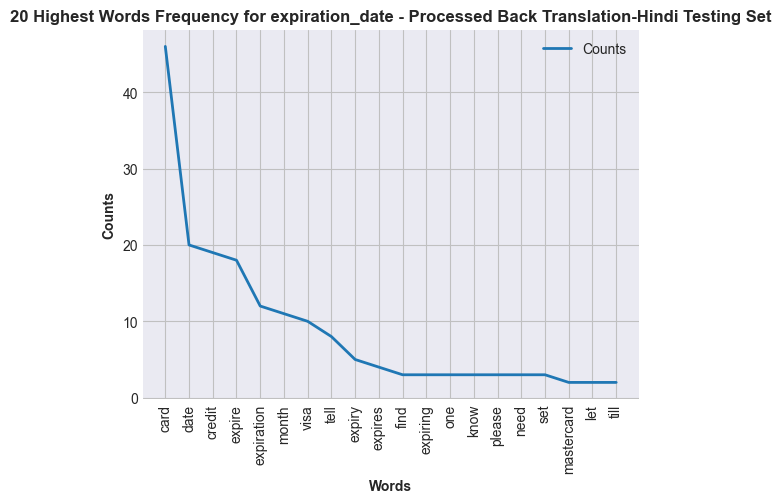 20 Highest Words Frequency for expiration_date - Processed Back Translation-Hindi Testing Set
Counts
40
30
20
10
0
Counts
card
date
credit
expire
expiration
month
visa
tell
expiry
expires
find
expiring
one
know
please
need
set
mastercard
let
till
Words